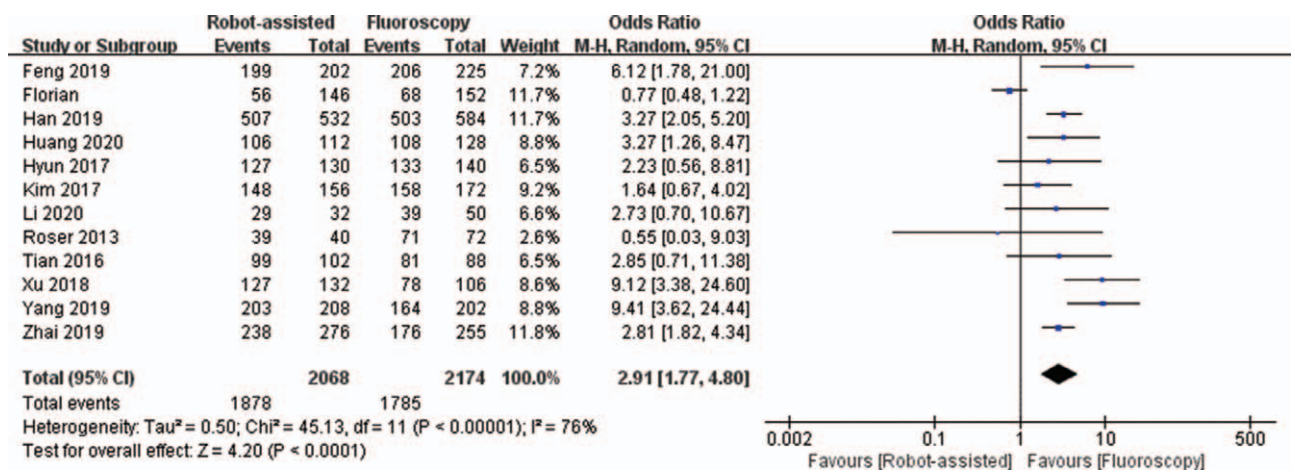 Robot-assisted Fluoroscopy Odds Ratio Odds Ratio
Study or Subgroup Events Total Events Total Weight M-H, Random, 95% CI M-H, Random, 95% CI
Feng 2019 199 202 206 225 7.2% 6.12 [1.78, 21.00]
Florian 56 146 68 152 11.7% 0.77 [0.48, 1.22]
Han 2019 507 532 503 584 11.7% 3.27 [2.05, 5.20]
Huang 2020 106 112 108 128 8.8% 3.27 [1.26, 8.47]
Hyun 2017 127 130 133 140 6.5% 2.23 [0.56, 8.81]
Kim 2017 148 156 158 172 9.2% 1.64 [0.67, 4.02]
Li 2020 29 32 39 50 6.6% 2.73 [0.70, 10.67]
Roser 2013 39 40 71 72 2.6% 0.55 [0.03, 9.03]
Tian 2016 99 102 81 88 6.5% 2.85 [0.71, 11.38]
Xu 2018 127 132 78 106 8.6% 9.12 [3.38, 24.60]
Yang 2019 203 208 164 202 8.8% 9.41 [3.62, 24.44]
Zhai 2019 238 276 176 255 11.8% 2.81 [1.82, 4.34]
Total (95% CI) 2068 2174 100.0% 2.91 [1.77, 4.80]
Total events 1878 1785
Heterogeneity: Tau² = 0.50; Chi² = 45.13, df = 11 (P < 0.00001); I² = 76%
Test for overall effect: Z = 4.20 (P < 0.0001)
0.002 0.1 1 10 500
Favours [Robot-assisted] Favours [Fluoroscopy]